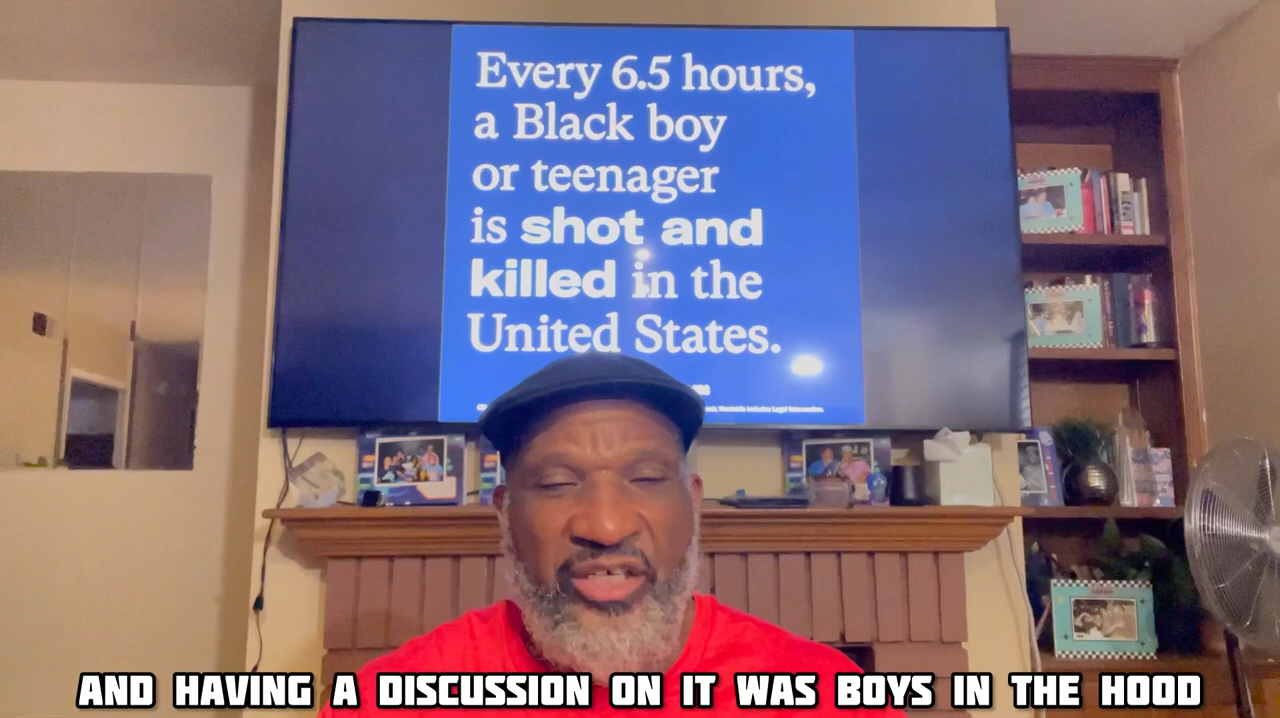 Every 6.5 hours,
a Black boy
or teenager
is shot and
killed in the
United States.
AND HAVING A DISCUSSION ON IT WAS BOYS IN THE HOOD